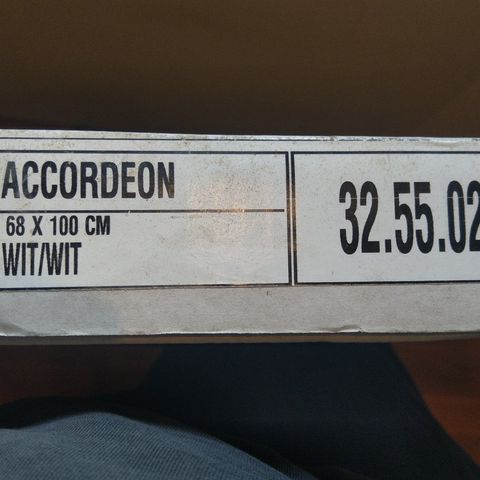 ACCORDEON
68 X 100 CM
WIT/WIT
32.55.02